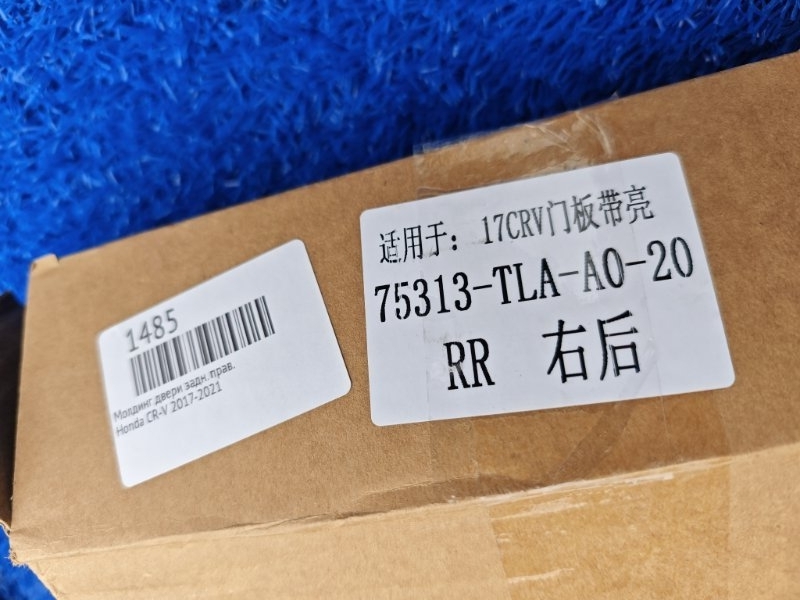 1485
Молдинг двери задн. прав.
Honda CR-V 2017-2021
适用于：17CRV门板带亮
75313-TLA-A0-20
RR 右后